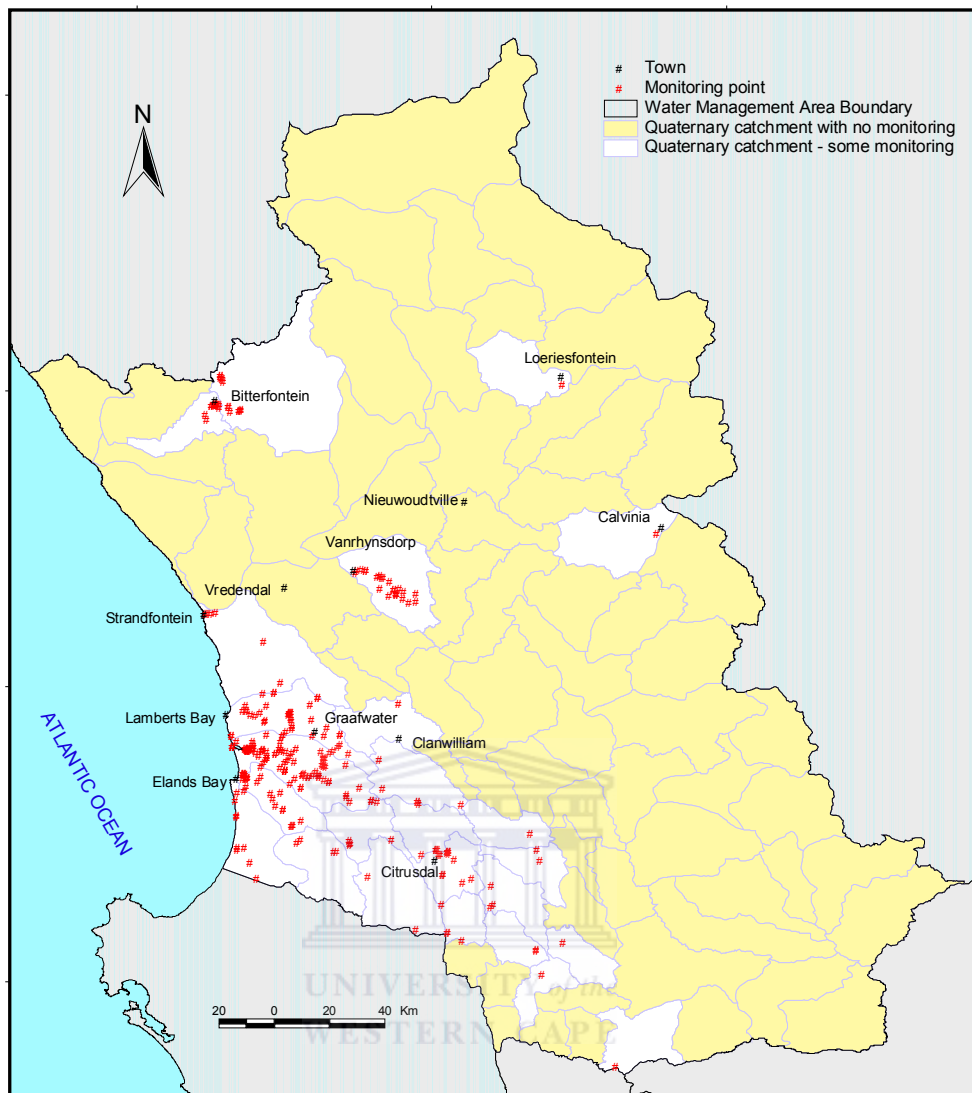 # Town
# Monitoring point
Water Management Area Boundary
Quaternary catchment with no monitoring
Quaternary catchment - some monitoring
N
Loeriesfontein
Bitterfontein
Nieuwoudtville
Calvinia
Vanrhynsdorp
Vredendal
Strandfontein
Lamberts Bay
Graafwater
Clanwilliam
Elands Bay
ATLANTIC OCEAN
Citrusdal
UNIVERSITY of the
WESTERN CAPE
20 0 20 40 Km